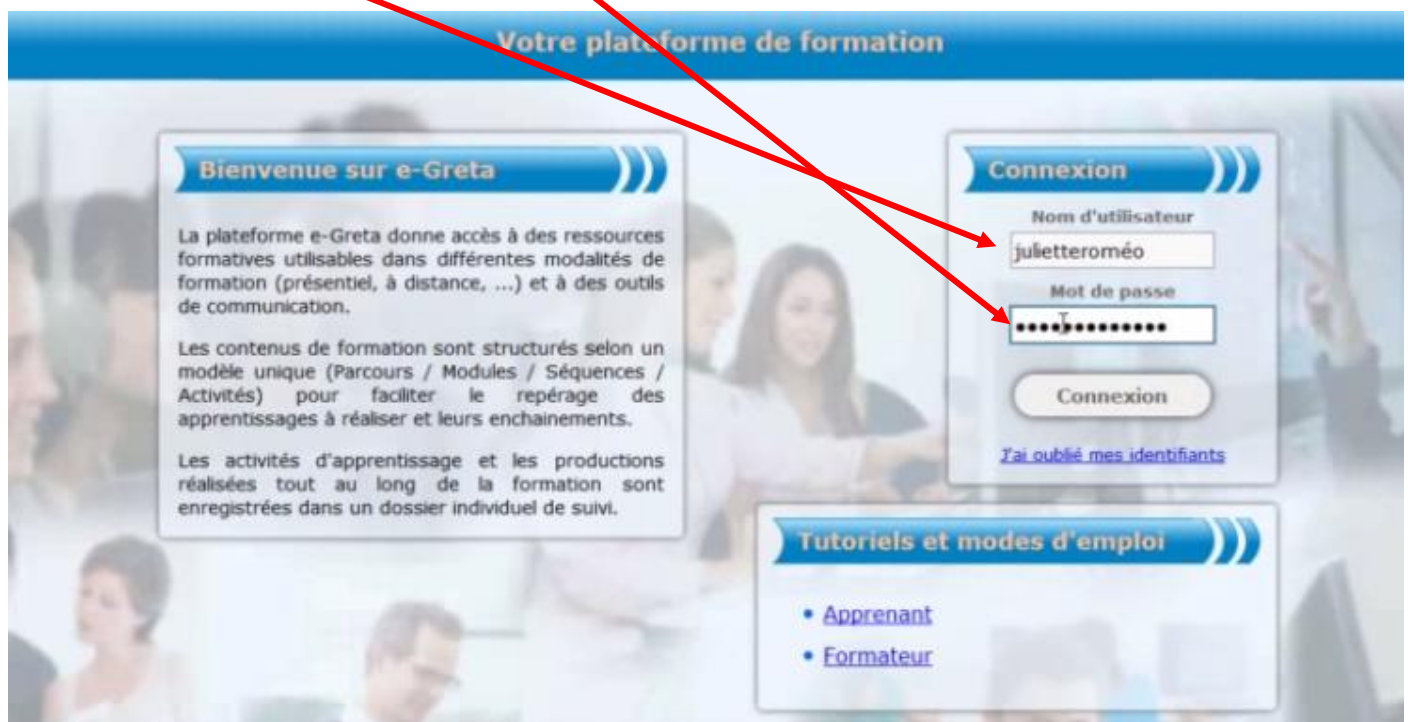 Votre plateforme de formation
Bienvenue sur e-Greta
La plateforme e-Greta donne accès à des ressources
formatives utilisables dans différentes modalités de
formation (présentiel, à distance, ...) et à des outils
de communication.
Les contenus de formation sont structurés selon un
modèle unique (Parcours / Modules / Séquences /
Activités) pour faciliter le repérage des
apprentissages à réaliser et leurs enchainements.
Les activités d'apprentissage et les productions
réalisées tout au long de la formation sont
enregistrées dans un dossier individuel de suivi.
Connexion
Nom d'utilisateur
julietteroméo
Mot de passe
•••••••••••••
Connexion
J'ai oublié mes identifiants
Tutoriels et modes d'emploi
• Apprenant
• Formateur